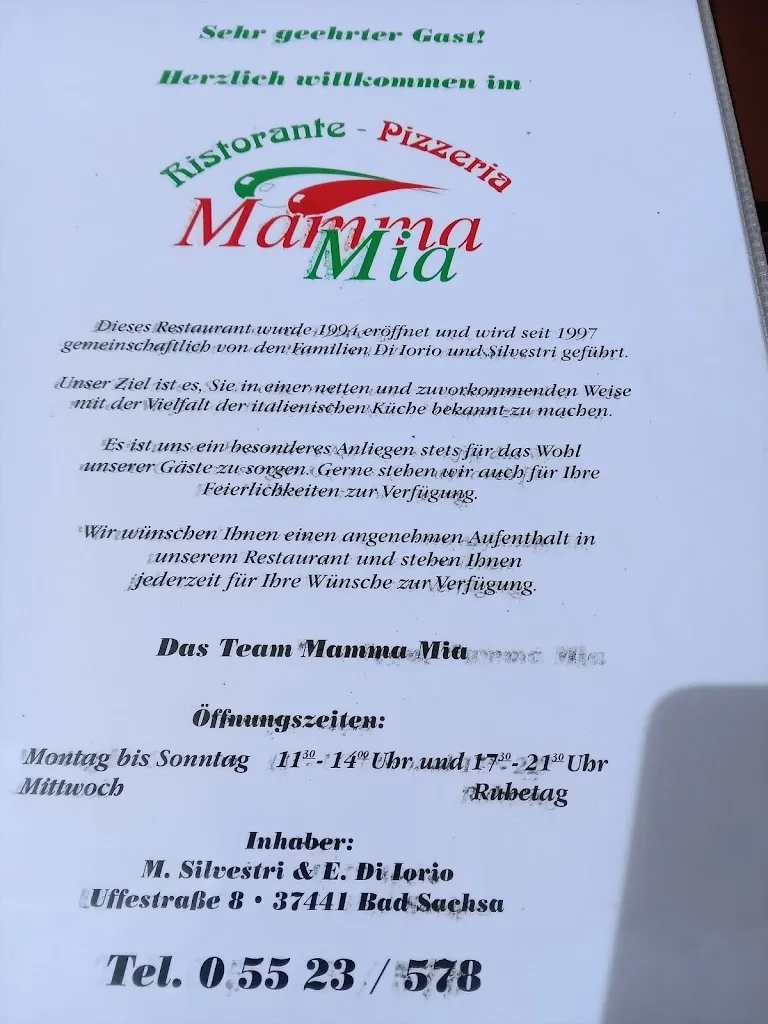 Sehr geehrter Gast!
Herzlich willkommen im
Ristorante - Pizzeria
Mamma
Mia
Dieses Restaurant wurde 1994 eröffnet und wird seit 1997
gemeinschaftlich von den Familien Di Iorio und Silvestri geführt.
Unser Ziel ist es, Sie in einer netten und zuvorkommenden Weise
mit der Vielfalt der italienischen Küche bekannt zu machen.
Es ist uns ein besonderes Anliegen stets für das Wohl
unserer Gäste zu sorgen. Gerne stehen wir auch für Ihre
Feierlichkeiten zur Verfügung.
Wir wünschen Ihnen einen angenehmen Aufenthalt in
unserem Restaurant und stehen Ihnen
jederzeit für Ihre Wünsche zur Verfügung.
Das Team Mamma Mia
Öffnungszeiten:
Montag bis Sonntag 11³⁰ - 14⁰⁰ Uhr und 17³⁰ - 21³⁰ Uhr
Mittwoch Ruhetag
Inhaber:
M. Silvestri & E. Di Iorio
Uffestraße 8 • 37441 Bad Sachsa
Tel. 0 55 23 / 578